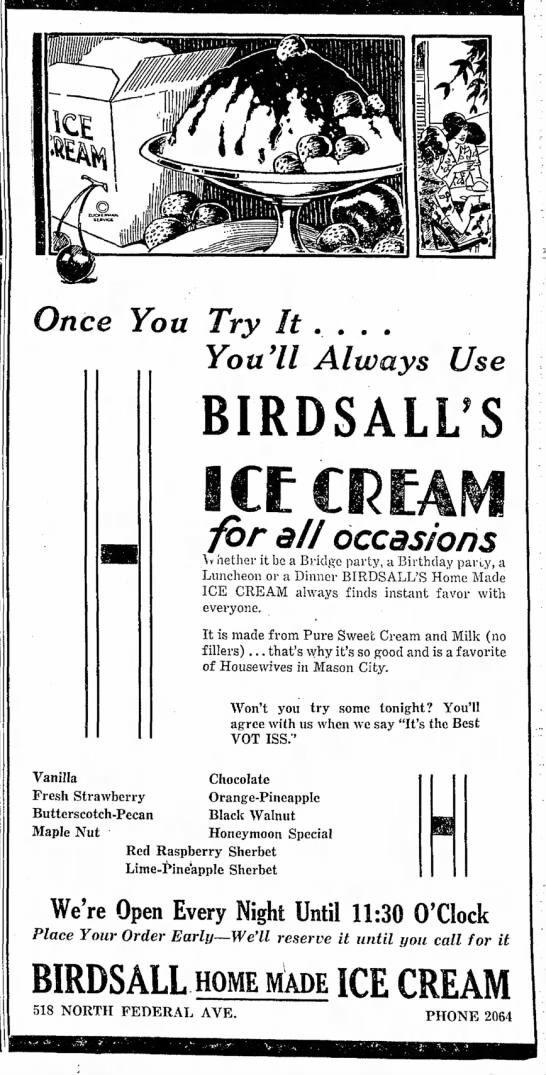 ICE
CREAM
©
ZUCKERMAN
SERVICE
Once You Try It . . . .
You'll Always Use
BIRDSALL'S
ICE CREAM
for all occasions
Whether it be a Bridge party, a Birthday party, a
Luncheon or a Dinner BIRDSALL'S Home Made
ICE CREAM always finds instant favor with
everyone.
It is made from Pure Sweet Cream and Milk (no
fillers) . . . that's why it's so good and is a favorite
of Housewives in Mason City.
Won't you try some tonight? You'll
agree with us when we say "It's the Best
VOT ISS."
Vanilla
Fresh Strawberry
Butterscotch-Pecan
Maple Nut
Chocolate
Orange-Pineapple
Black Walnut
Honeymoon Special
Red Raspberry Sherbet
Lime-Pineapple Sherbet
We're Open Every Night Until 11:30 O'Clock
Place Your Order Early—We'll reserve it until you call for it
BIRDSALL HOME MADE ICE CREAM
518 NORTH FEDERAL AVE.
PHONE 2064